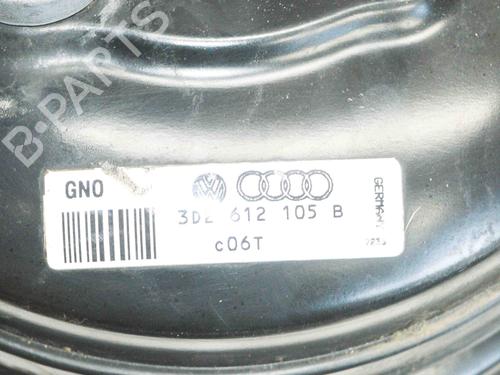 B-PARTS
GNO
3D2 612 105 B
c06T
GERMANY